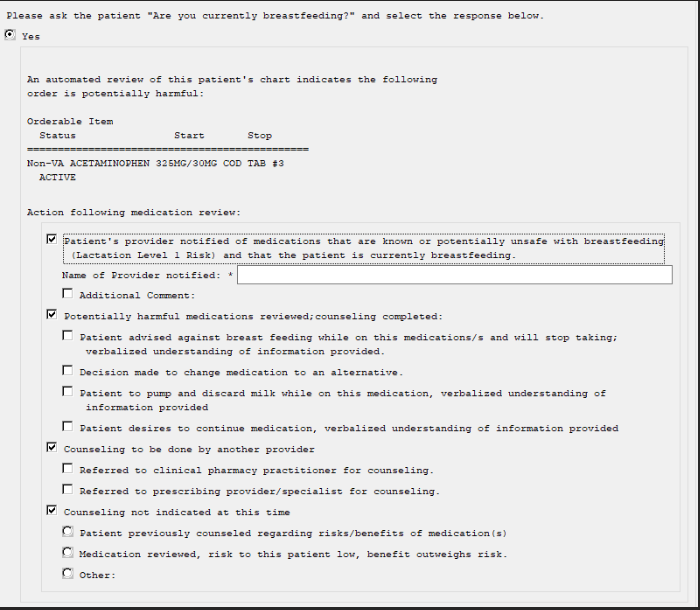 Please ask the patient "Are you currently breastfeeding?" and select the response below.
Yes
An automated review of this patient's chart indicates the following
order is potentially harmful:
Orderable Item
Status Start Stop
================================================
Non-VA ACETAMINOPHEN 325MG/30MG COD TAB #3
ACTIVE
Action following medication review:
Patient's provider notified of medications that are known or potentially unsafe with breastfeeding
(Lactation Level 1 Risk) and that the patient is currently breastfeeding.
Name of Provider notified: *
Additional Comment:
Potentially harmful medications reviewed;counseling completed:
Patient advised against breast feeding while on this medications/s and will stop taking;
verbalized understanding of information provided.
Decision made to change medication to an alternative.
Patient to pump and discard milk while on this medication, verbalized understanding of
information provided
Patient desires to continue medication, verbalized understanding of information provided
Counseling to be done by another provider
Referred to clinical pharmacy practitioner for counseling.
Referred to prescribing provider/specialist for counseling.
Counseling not indicated at this time
Patient previously counseled regarding risks/benefits of medication(s)
Medication reviewed, risk to this patient low, benefit outweighs risk.
Other: